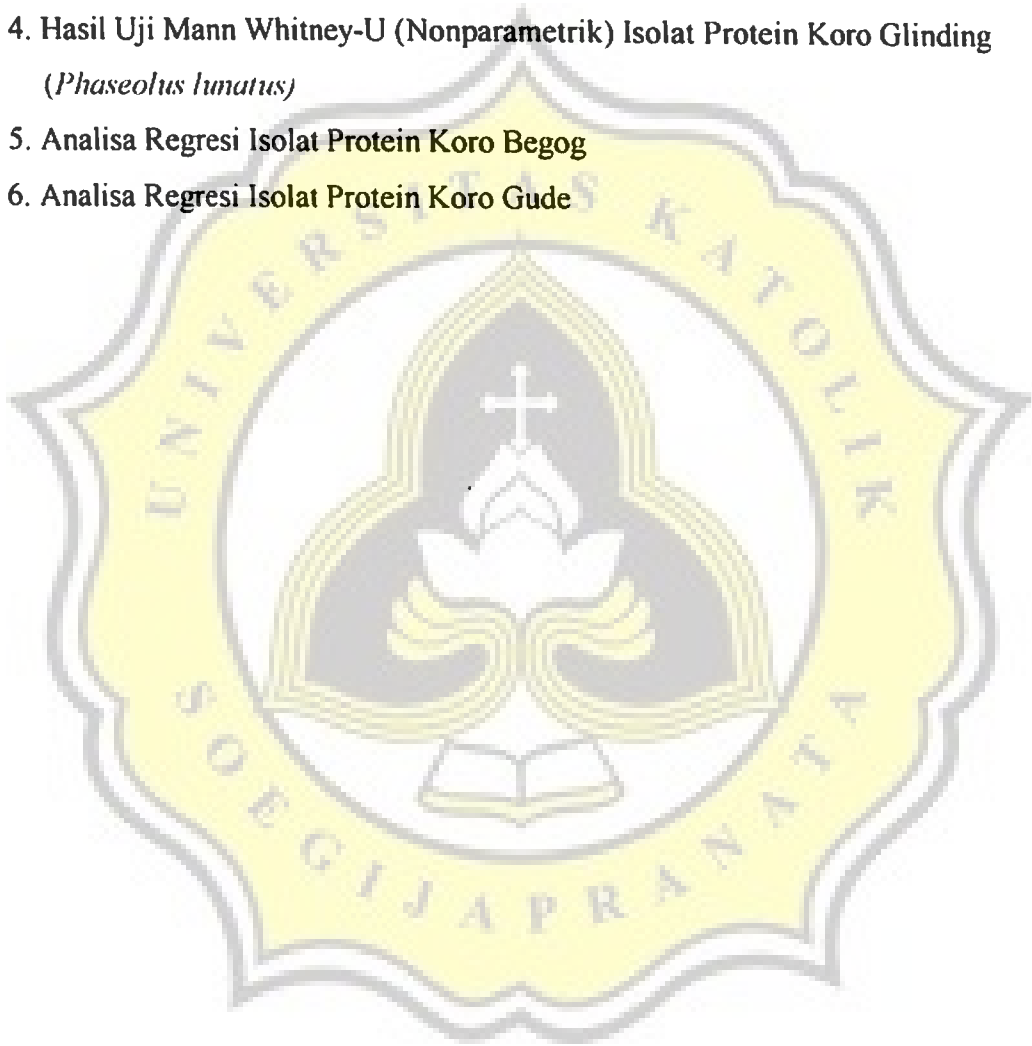 4. Hasil Uji Mann Whitney-U (Nonparametrik) Isolat Protein Koro Glinding
(Phaseolus lunatus)
5. Analisa Regresi Isolat Protein Koro Begog
6. Analisa Regresi Isolat Protein Koro Gude
UNIVERSITAS KATOLIK
SOEGIJAPRANATA